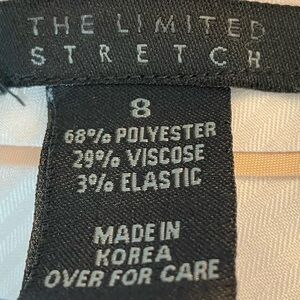 THE LIMITED
STRETCH
8
68% POLYESTER
29% VISCOSE
3% ELASTIC
MADE IN
KOREA
OVER FOR CARE